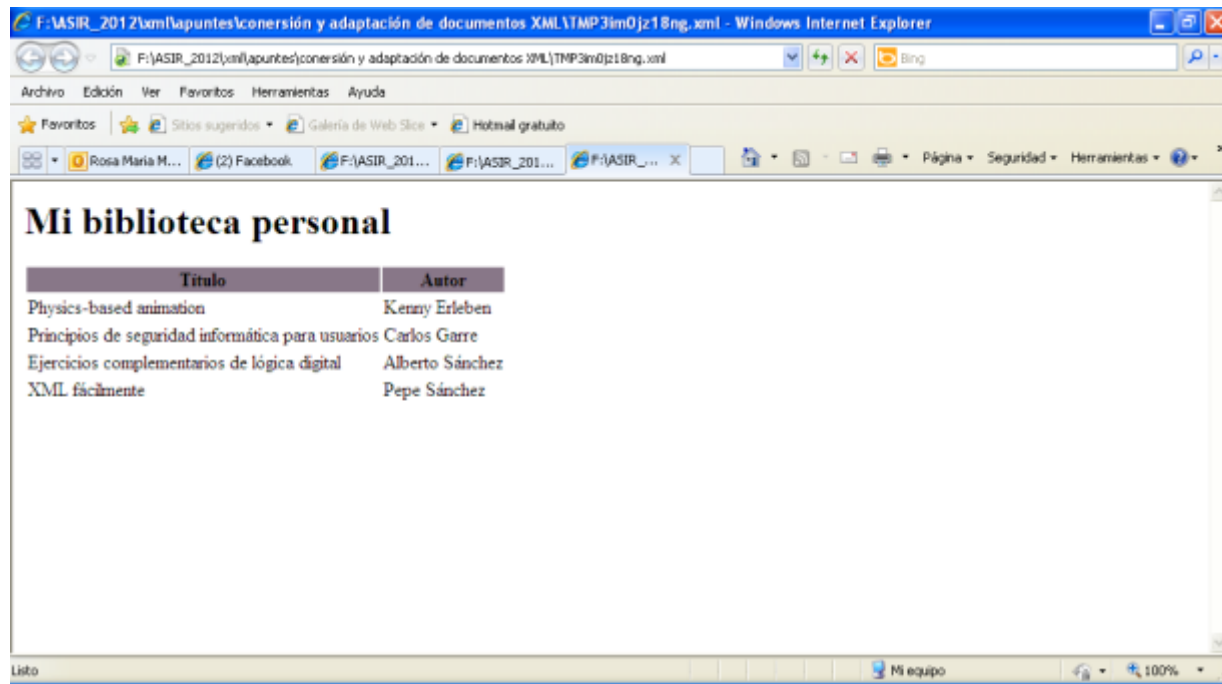 F:\ASIR_2012\xml\apuntes\conersión y adaptación de documentos XML\TMP3im0jz18ng.xml - Windows Internet Explorer
F:\ASIR_2012\xml\apuntes\conersión y adaptación de documentos XML\TMP3im0jz18ng.xml Bing
Archivo Edición Ver Favoritos Herramientas Ayuda
Favoritos Sitios sugeridos Galería de Web Slice Hotmail gratuito
Rosa Maria M... (2) Facebook F:\ASIR_201... F:\ASIR_201... F:\ASIR_... X Página Seguridad Herramientas
Mi biblioteca personal
Título Autor
Physics-based animation Kenny Erleben
Principios de seguridad informática para usuarios Carlos Garre
Ejercicios complementarios de lógica digital Alberto Sánchez
XML fácilmente Pepe Sánchez
Listo Mi equipo 100%